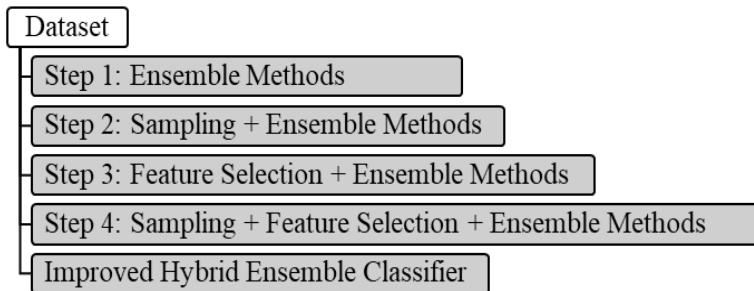 Dataset
Step 1: Ensemble Methods
Step 2: Sampling + Ensemble Methods
Step 3: Feature Selection + Ensemble Methods
Step 4: Sampling + Feature Selection + Ensemble Methods
Improved Hybrid Ensemble Classifier